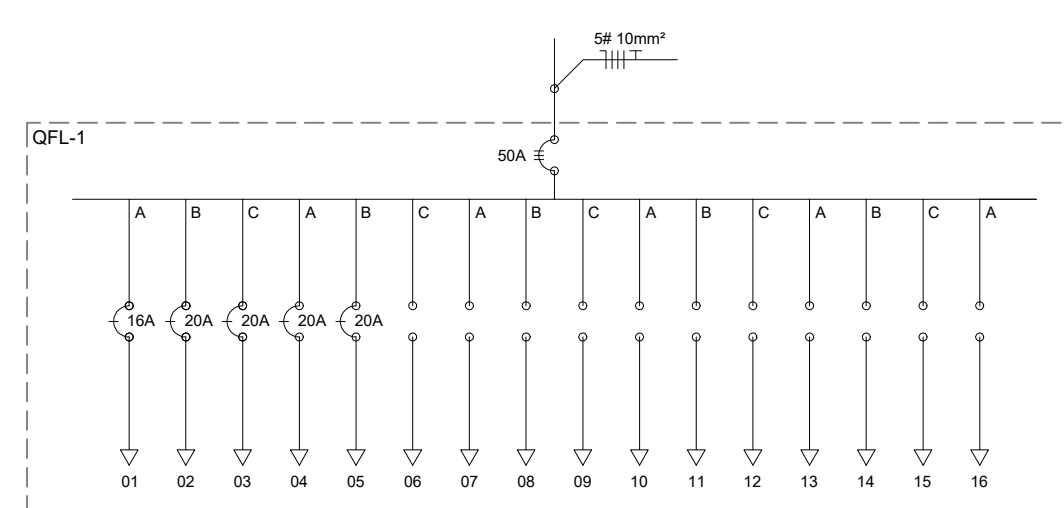 5# 10mm²
QFL-1
50A
A B C A B C A B C A B C A B C A
16A 20A 20A 20A 20A
01 02 03 04 05 06 07 08 09 10 11 12 13 14 15 16